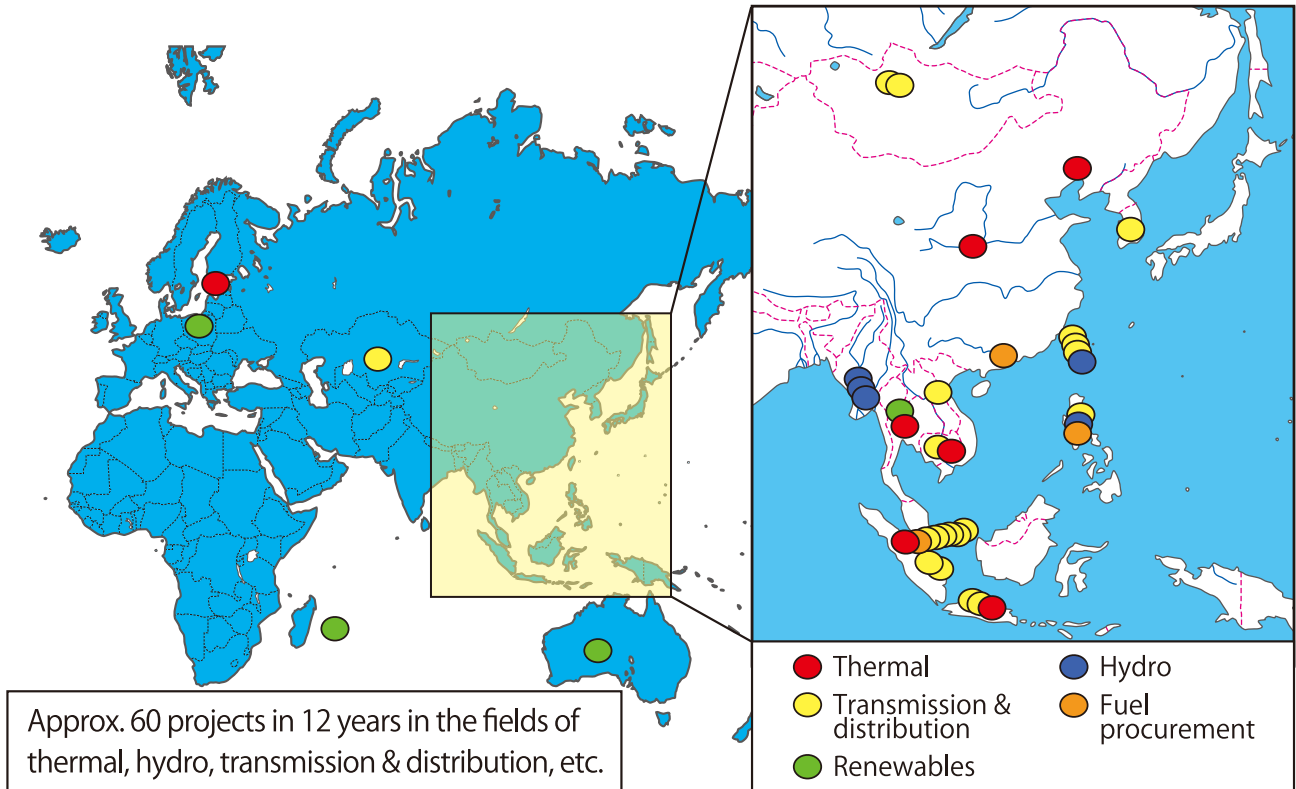 Approx. 60 projects in 12 years in the fields of
thermal, hydro, transmission & distribution, etc.
Thermal
Transmission &
distribution
Renewables
Hydro
Fuel
procurement